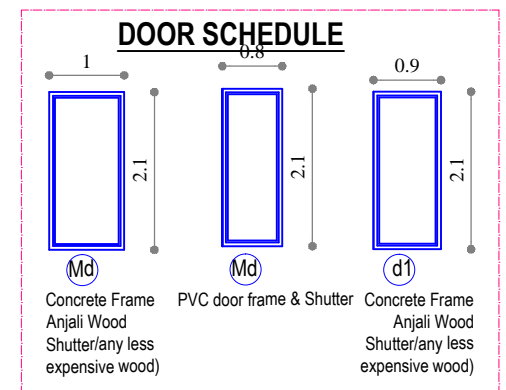 DOOR SCHEDULE
1
0.8
0.9
2.1
2.1
2.1
Md
Md
d1
Concrete Frame
Anjali Wood
Shutter/any less
expensive wood)
PVC door frame & Shutter
Concrete Frame
Anjali Wood
Shutter/any less
expensive wood)